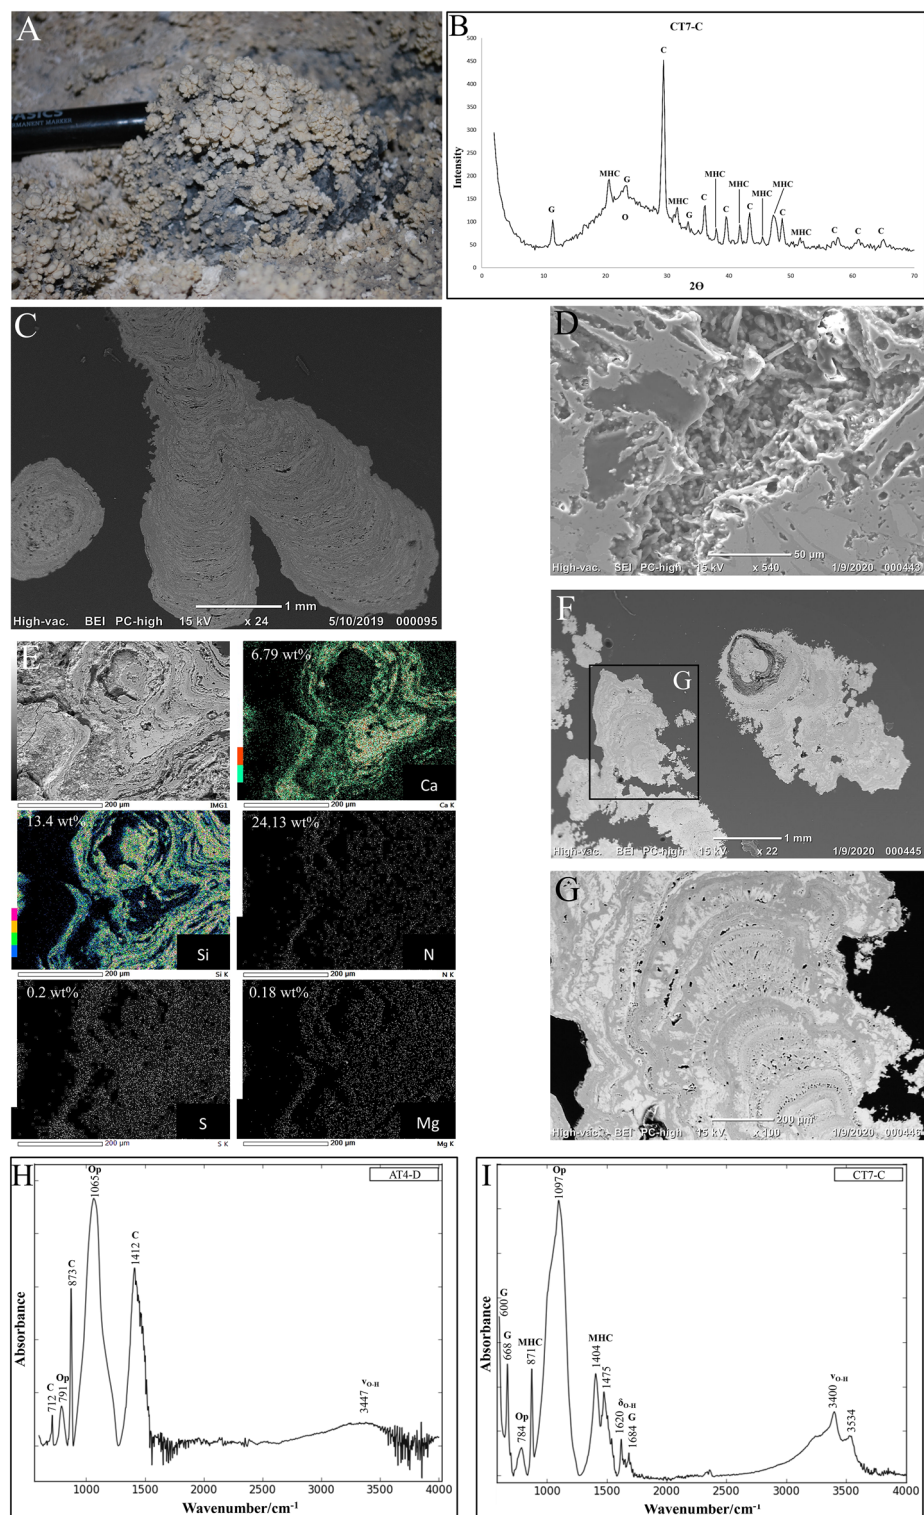 A
ASICS
RMANENT MARKER
B
CT7-C
C
500
450
400
350
300
250
200
150
100
50
0
Intensity
G
MHC
G
O
MHC
G
C
MHC
C
MHC
C
MHC
MHC
C
MHC
C
C
C
0
10
20
30
40
50
60
70
2Θ
C
1 mm
High-vac. BEI PC-high 15 kV x 24 5/10/2019 000095
D
50 µm
High-vac. SEI PC-high 15 kV x 540 1/9/2020 000443
E
200 µm
IMG1
6.79 wt%
Ca
200 µm
Ca K
13.4 wt%
Si
200 µm
Si K
24.13 wt%
N
200 µm
N K
0.2 wt%
S
200 µm
S K
0.18 wt%
Mg
200 µm
Mg K
F
G
1 mm
High-vac. BEI PC-high 15 kV x 22 1/9/2020 000445
G
200 µm
High-vac. BEI PC-high 15 kV x 100 1/9/2020 000446
H
AT4-D
C
712
Op
791
C
873
Op
1065
C
1412
νO-H
3447
Absorbance
1000 1500 2000 2500 3000 3500 4000
Wavenumber/cm-1
I
CT7-C
G
600
G
668
Op
784
MHC
871
Op
1097
MHC
1404
1475
δO-H
1620
G
1684
νO-H
3400
3534
Absorbance
1000 1500 2000 2500 3000 3500 4000
Wavenumber/cm-1